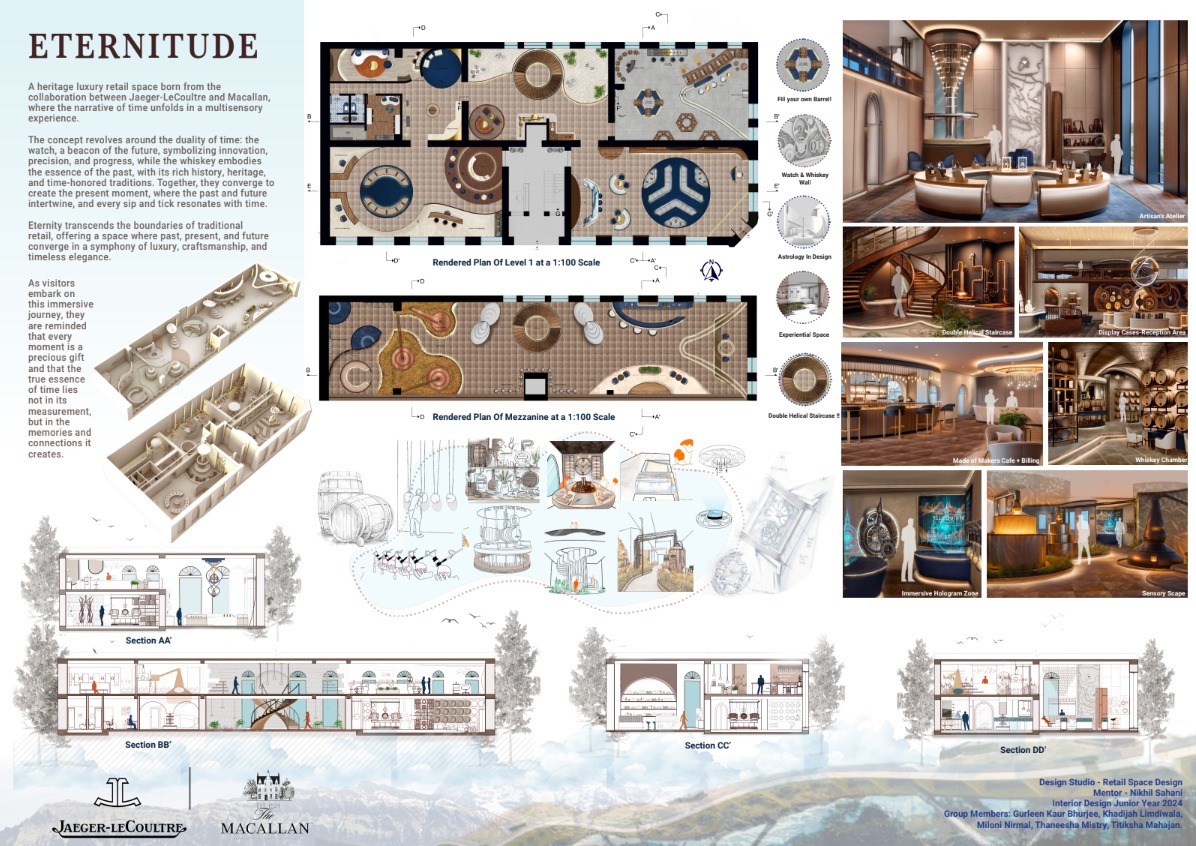 ETERNITUDE
A heritage luxury retail space born from the
collaboration between Jaeger-LeCoultre and Macallan,
where the narrative of time unfolds in a multisensory
experience.
The concept revolves around the duality of time: the
watch, a beacon of the future, symbolizing innovation,
precision, and progress, while the whiskey embodies
the essence of the past, with its rich history, heritage,
and time-honored traditions. Together, they converge to
create the present moment, where the past and future
intertwine, and every sip and tick resonates with time.
Eternity transcends the boundaries of traditional
retail, offering a space where past, present, and future
converge in a symphony of luxury, craftsmanship, and
timeless elegance.
As visitors
embark on
this immersive
journey, they
are reminded
that every
moment is a
precious gift
and that the
true essence
of time lies
not in its
measurement,
but in the
memories and
connections it
creates.
D
C
A
B
B'
E
E'
G'
D'
C'
A'
Rendered Plan Of Level 1 at a 1:100 Scale
C
D
A
B
B'
D
A'
C'
Rendered Plan Of Mezzanine at a 1:100 Scale
Fill your own Barrel!
Watch & Whiskey
Wall
Astrology In Design
Experiential Space
Double Helical Staircase !!
Artisan's Atelier
Double Helical Staircase
Display Cases-Reception Area
Mode of Makers Cafe + Billing
Whiskey Chamber
Immersive Hologram Zone
Sensory Scape
Section AA'
Section BB'
Section CC'
Section DD'
JAEGER-LECOULTRE
The
MACALLAN
Design Studio - Retail Space Design
Mentor - Nikhil Sahani
Interior Design Junior Year 2024
Group Members: Gurleen Kaur Bhurjee, Khadijah Limdiwala,
Miloni Nirmal, Thaneesha Mistry, Titiksha Mahajan.